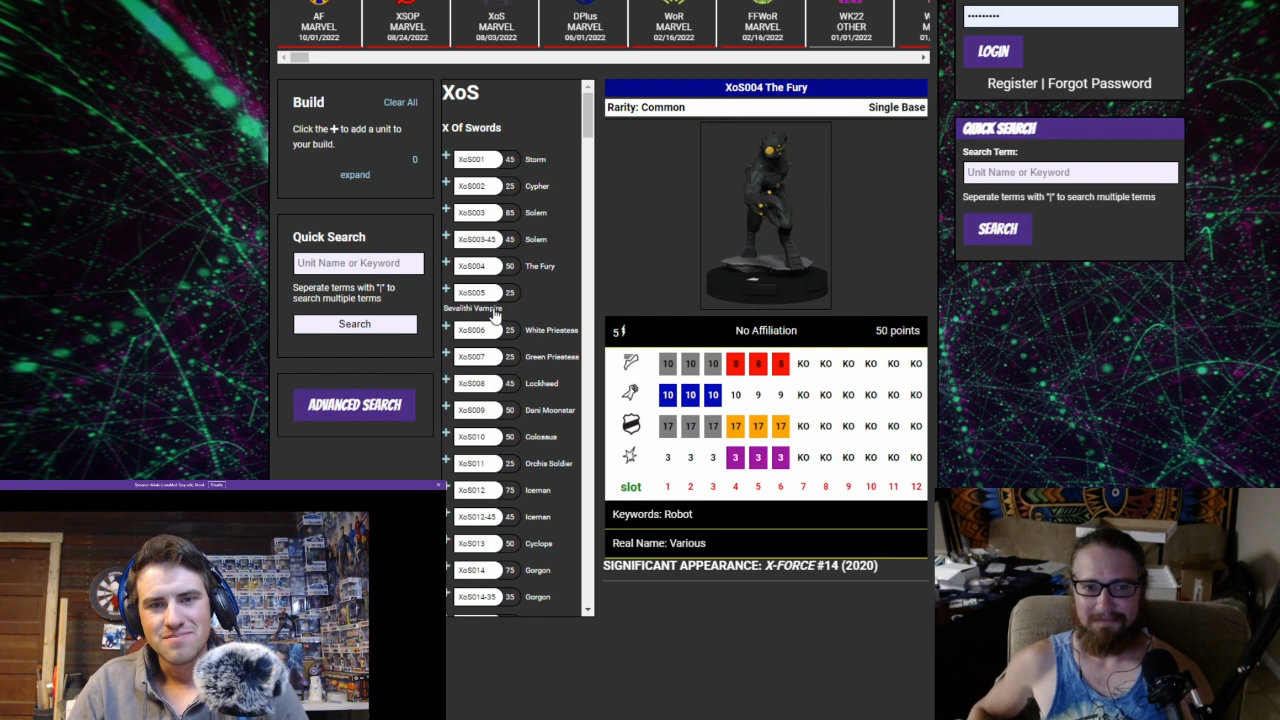 AF
MARVEL
10/01/2022
XSOP
MARVEL
08/24/2022
XoS
MARVEL
08/03/2022
DPlus
MARVEL
06/01/2022
WoR
MARVEL
02/16/2022
FFWoR
MARVEL
02/16/2022
WK22
OTHER
01/01/2022
Build
Clear All
Click the + to add a unit to
your build.
0
expand
Quick Search
Unit Name or Keyword
Seperate terms with "|" to
search multiple terms
Search
ADVANCED SEARCH
XoS
X Of Swords
XoS001 45 Storm
XoS002 25 Cypher
XoS003 85 Solem
XoS003-45 45 Solem
XoS004 50 The Fury
XoS005 25
Sevalithi Vampire
XoS006 25 White Priestess
XoS007 25 Green Priestess
XoS008 45 Lockheed
XoS009 50 Dani Moonstar
XoS010 50 Colossus
XoS011 25 Orchis Soldier
XoS012 75 Iceman
XoS012-45 45 Iceman
XoS013 50 Cyclops
XoS014 75 Gorgon
XoS014-35 35 Gorgon
XoS004 The Fury
Rarity: Common Single Base
5 No Affiliation 50 points
10 10 10 8 8 8 KO KO KO KO KO KO
10 10 10 10 9 9 KO KO KO KO KO KO
17 17 17 17 17 17 KO KO KO KO KO KO
3 3 3 3 3 3 KO KO KO KO KO KO
slot 1 2 3 4 5 6 7 8 9 10 11 12
Keywords: Robot
Real Name: Various
SIGNIFICANT APPEARANCE: X-FORCE #14 (2020)
LOGIN
Register | Forgot Password
QUICK SEARCH
Search Term:
Unit Name or Keyword
Seperate terms with "|" to search multiple terms
SEARCH